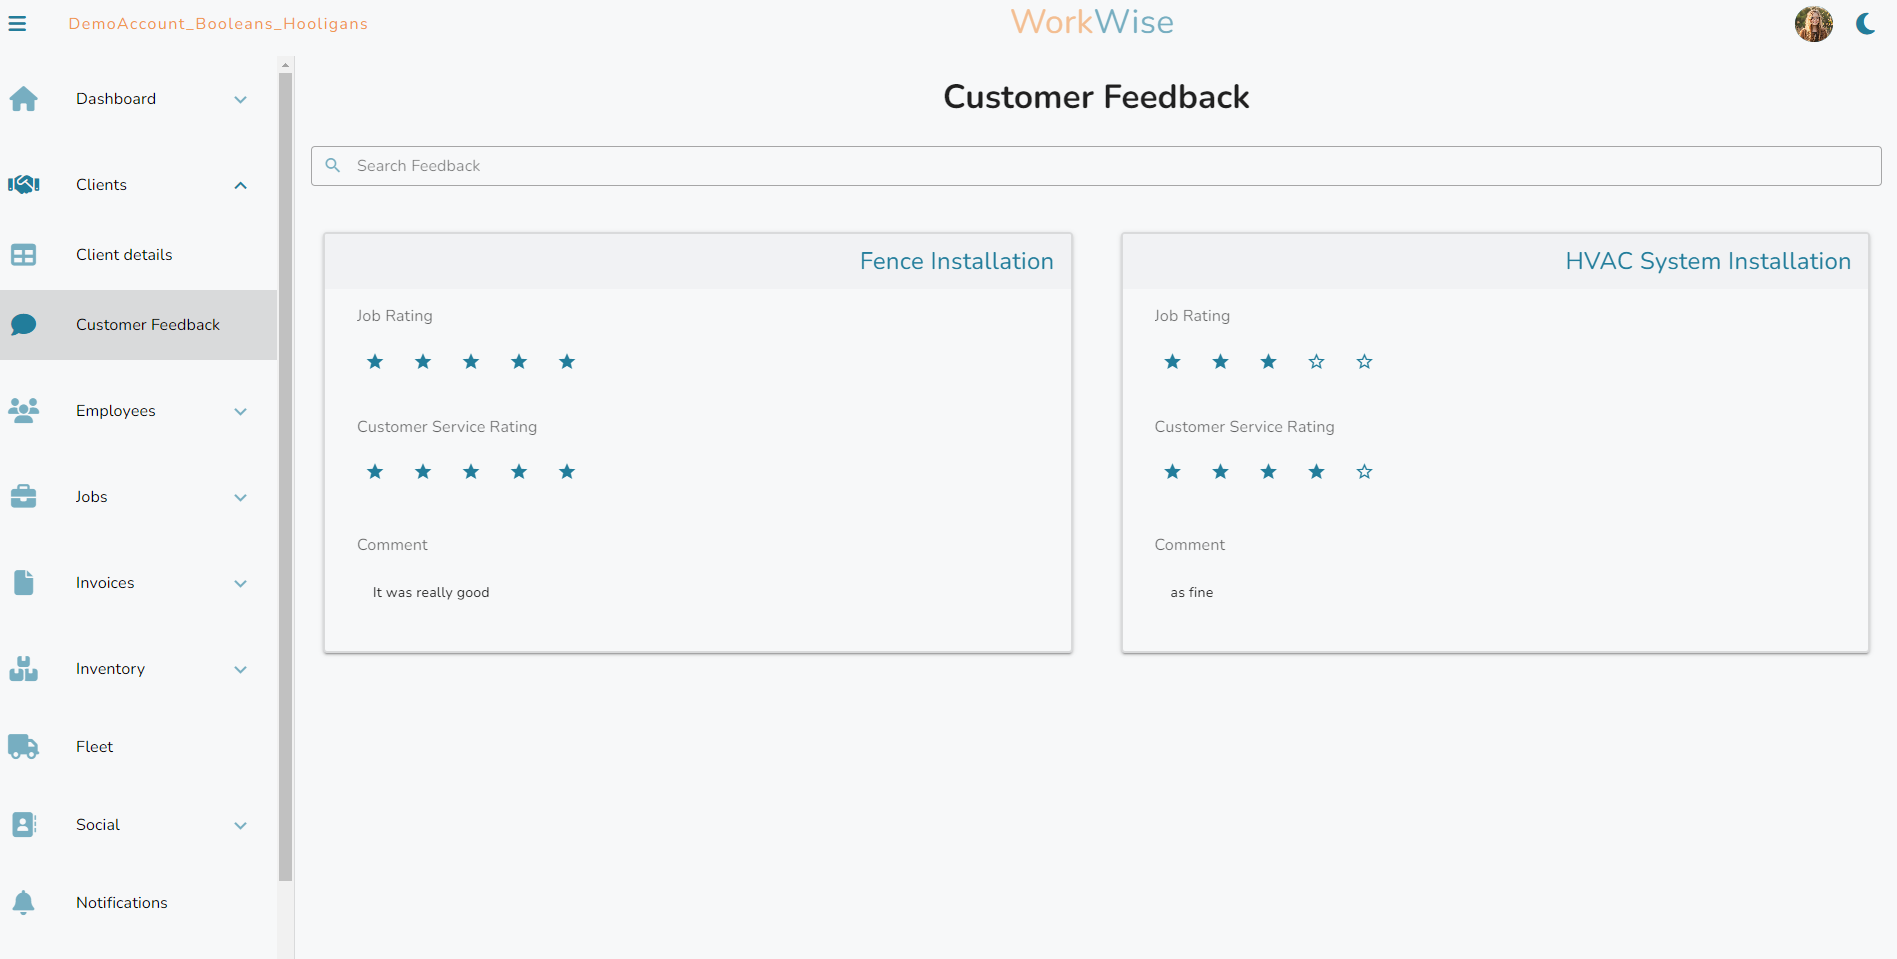 DemoAccount_Booleans_Hooligans
WorkWise
Dashboard
Clients
Client details
Customer Feedback
Employees
Jobs
Invoices
Inventory
Fleet
Social
Notifications
Customer Feedback
Search Feedback
Fence Installation
Job Rating
Customer Service Rating
Comment
It was really good
HVAC System Installation
Job Rating
Customer Service Rating
Comment
as fine